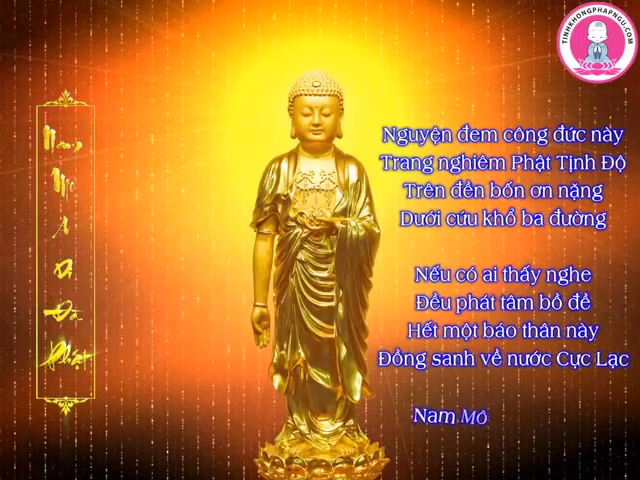 Nam
Mô
A
Di
Đà
Phật
Nguyện đem công đức này
Trang nghiêm Phật Tịnh Độ
Trên đền bốn ơn nặng
Dưới cứu khổ ba đường
Nếu có ai thấy nghe
Đều phát tâm bồ đề
Hết một báo thân này
Đồng sanh về nước Cực Lạc
Nam Mô
TINHKHONGPHAPNGU.COM